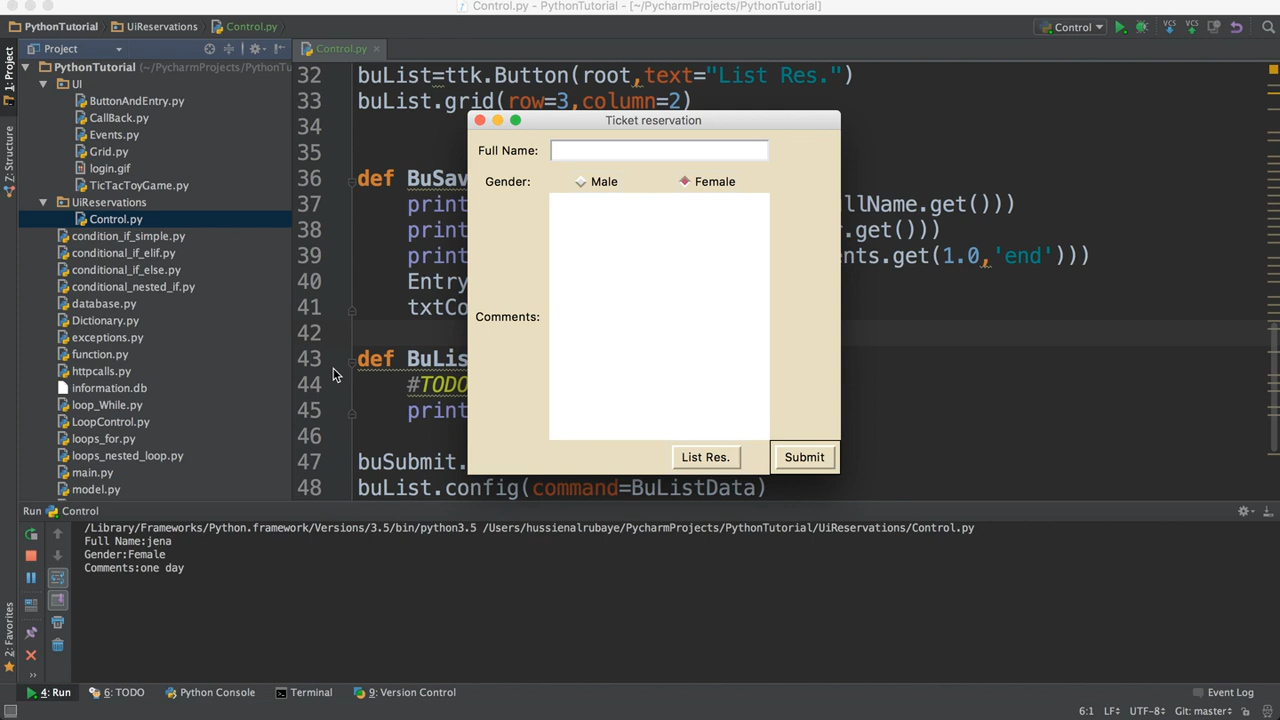 Control.py - PythonTutorial - [~/PycharmProjects/PythonTutorial]
PythonTutorial UiReservations Control.py Control
Project Control.py
1: Project
Z: Structure
2: Favorites
PythonTutorial (~/PycharmProjects/PythonTu
UI
ButtonAndEntry.py
CallBack.py
Events.py
Grid.py
login.gif
TicTacToyGame.py
UiReservations
Control.py
condition_if_simple.py
conditional_if_elif.py
conditional_if_else.py
conditional_nested_if.py
database.py
Dictionary.py
exceptions.py
function.py
httpcalls.py
information.db
loop_While.py
LoopControl.py
loops_for.py
loops_nested_loop.py
main.py
model.py
32 buList=ttk.Button(root,text="List Res.")
33 buList.grid(row=3,column=2)
34
35
36 def BuSav
37 print llName.get()))
38 print r.get()))
39 print nts.get(1.0,'end')))
40 Entry
41 txtCo
42
43 def BuLis
44 #TODO
45 print
46
47 buSubmit.
48 buList.config(command=BuListData)
Ticket reservation
Full Name:
Gender: Male Female
Comments:
List Res. Submit
Run Control
/Library/Frameworks/Python.framework/Versions/3.5/bin/python3.5 /Users/hussienalrubaye/PycharmProjects/PythonTutorial/UiReservations/Control.py
Full Name:jena
Gender:Female
Comments:one day
4: Run 6: TODO Python Console Terminal 9: Version Control Event Log
6:1 LF UTF-8 Git: master